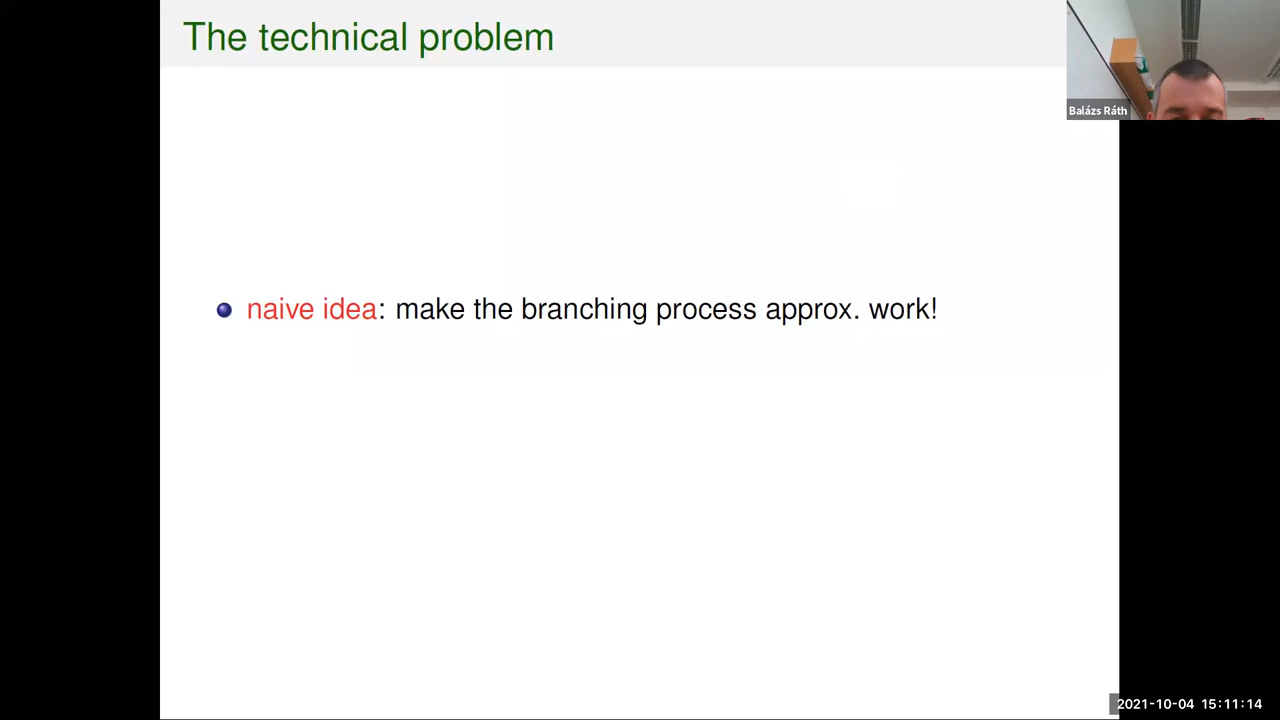 The technical problem
Balázs Ráth
naive idea: make the branching process approx. work!
2021-10-04 15:11:14